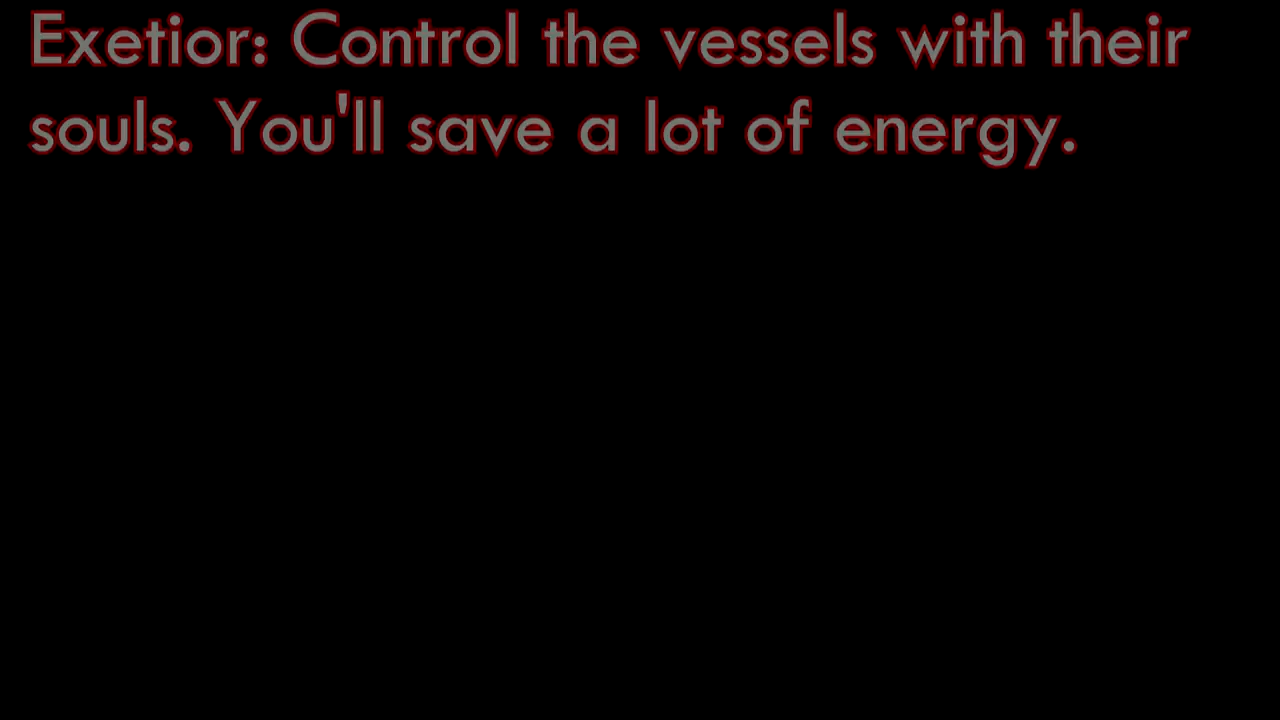 Exetior: Control the vessels with their
souls. You'll save a lot of energy.